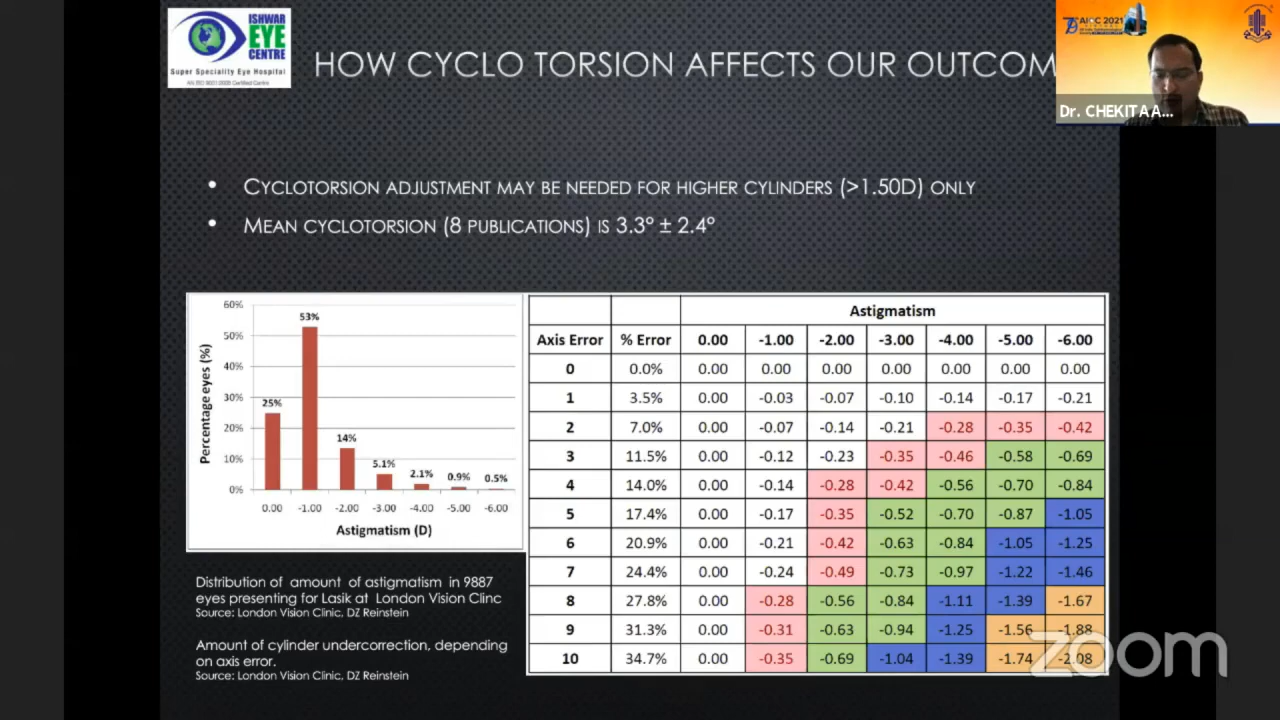 ISHWAR
EYE
CENTRE
Super Speciality Eye Hospital
AN ISO 9001:2008 Certified Centre
HOW CYCLO TORSION AFFECTS OUR OUTCOM
AIOC 2021
Dr. CHEKITAA...
• CYCLOTORSION ADJUSTMENT MAY BE NEEDED FOR HIGHER CYLINDERS (>1.50D) ONLY
• MEAN CYCLOTORSION (8 PUBLICATIONS) IS 3.3° ± 2.4°
Percentage eyes (%)
60%
50%
40%
30%
20%
10%
0%
25%
53%
14%
5.1%
2.1%
0.9%
0.5%
0.00 -1.00 -2.00 -3.00 -4.00 -5.00 -6.00
Astigmatism (D)
Distribution of amount of astigmatism in 9887
eyes presenting for Lasik at London Vision Clinc
Source: London Vision Clinic, DZ Reinstein
Amount of cylinder undercorrection, depending
on axis error.
Source: London Vision Clinic, DZ Reinstein
Astigmatism
Axis Error % Error 0.00 -1.00 -2.00 -3.00 -4.00 -5.00 -6.00
0 0.0% 0.00 0.00 0.00 0.00 0.00 0.00 0.00
1 3.5% 0.00 -0.03 -0.07 -0.10 -0.14 -0.17 -0.21
2 7.0% 0.00 -0.07 -0.14 -0.21 -0.28 -0.35 -0.42
3 11.5% 0.00 -0.12 -0.23 -0.35 -0.46 -0.58 -0.69
4 14.0% 0.00 -0.14 -0.28 -0.42 -0.56 -0.70 -0.84
5 17.4% 0.00 -0.17 -0.35 -0.52 -0.70 -0.87 -1.05
6 20.9% 0.00 -0.21 -0.42 -0.63 -0.84 -1.05 -1.25
7 24.4% 0.00 -0.24 -0.49 -0.73 -0.97 -1.22 -1.46
8 27.8% 0.00 -0.28 -0.56 -0.84 -1.11 -1.39 -1.67
9 31.3% 0.00 -0.31 -0.63 -0.94 -1.25 -1.56 -1.88
10 34.7% 0.00 -0.35 -0.69 -1.04 -1.39 -1.74 -2.08
zoom